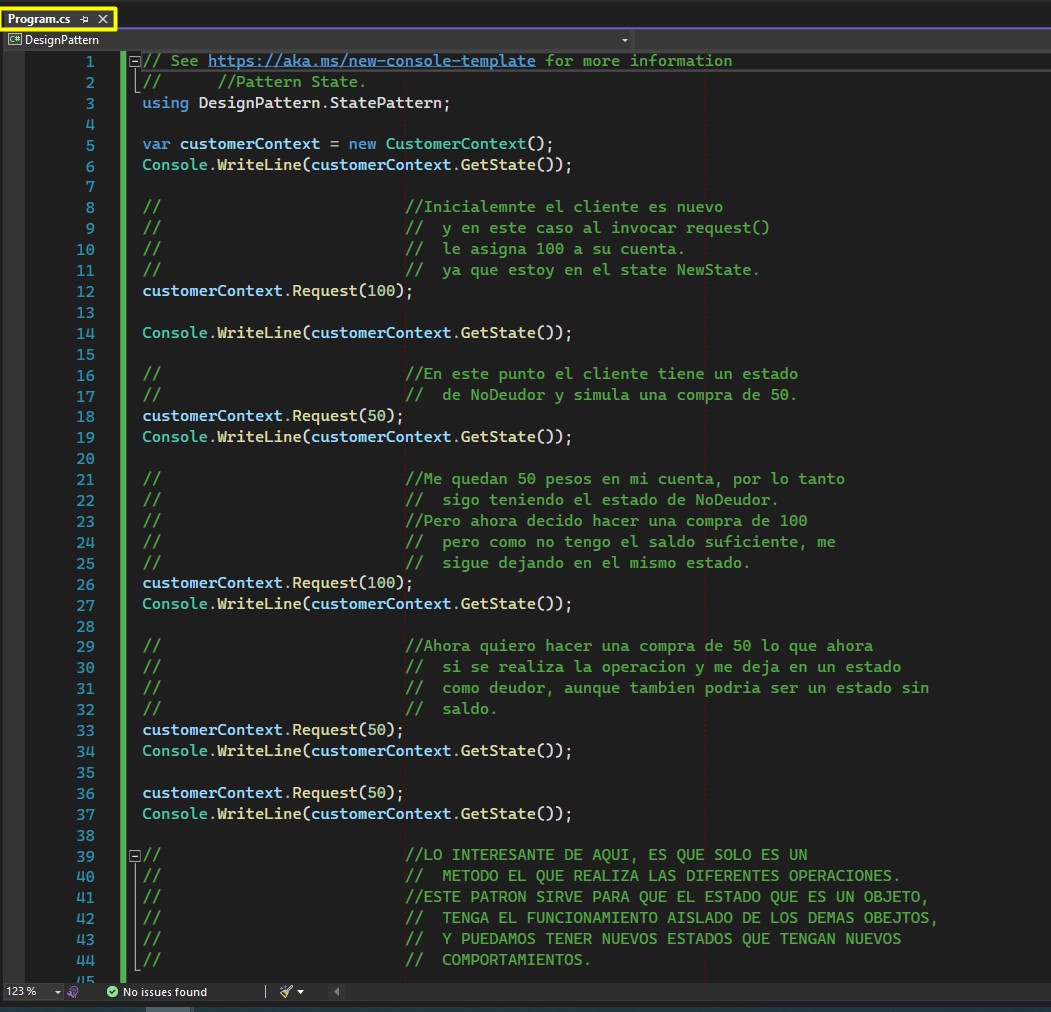 Program.cs
C# DesignPattern
1 // See https://aka.ms/new-console-template for more information
2 // //Pattern State.
3 using DesignPattern.StatePattern;
4
5 var customerContext = new CustomerContext();
6 Console.WriteLine(customerContext.GetState());
7
8 // //Inicialemnte el cliente es nuevo
9 // // y en este caso al invocar request()
10 // // le asigna 100 a su cuenta.
11 // // ya que estoy en el state NewState.
12 customerContext.Request(100);
13
14 Console.WriteLine(customerContext.GetState());
15
16 // //En este punto el cliente tiene un estado
17 // // de NoDeudor y simula una compra de 50.
18 customerContext.Request(50);
19 Console.WriteLine(customerContext.GetState());
20
21 // //Me quedan 50 pesos en mi cuenta, por lo tanto
22 // // sigo teniendo el estado de NoDeudor.
23 // //Pero ahora decido hacer una compra de 100
24 // // pero como no tengo el saldo suficiente, me
25 // // sigue dejando en el mismo estado.
26 customerContext.Request(100);
27 Console.WriteLine(customerContext.GetState());
28
29 // //Ahora quiero hacer una compra de 50 lo que ahora
30 // // si se realiza la operacion y me deja en un estado
31 // // como deudor, aunque tambien podria ser un estado sin
32 // // saldo.
33 customerContext.Request(50);
34 Console.WriteLine(customerContext.GetState());
35
36 customerContext.Request(50);
37 Console.WriteLine(customerContext.GetState());
38
39 // //LO INTERESANTE DE AQUI, ES QUE SOLO ES UN
40 // // METODO EL QUE REALIZA LAS DIFERENTES OPERACIONES.
41 // //ESTE PATRON SIRVE PARA QUE EL ESTADO QUE ES UN OBJETO,
42 // // TENGA EL FUNCIONAMIENTO AISLADO DE LOS DEMAS OBEJTOS,
43 // // Y PUEDAMOS TENER NUEVOS ESTADOS QUE TENGAN NUEVOS
44 // // COMPORTAMIENTOS.
45
123 % No issues found